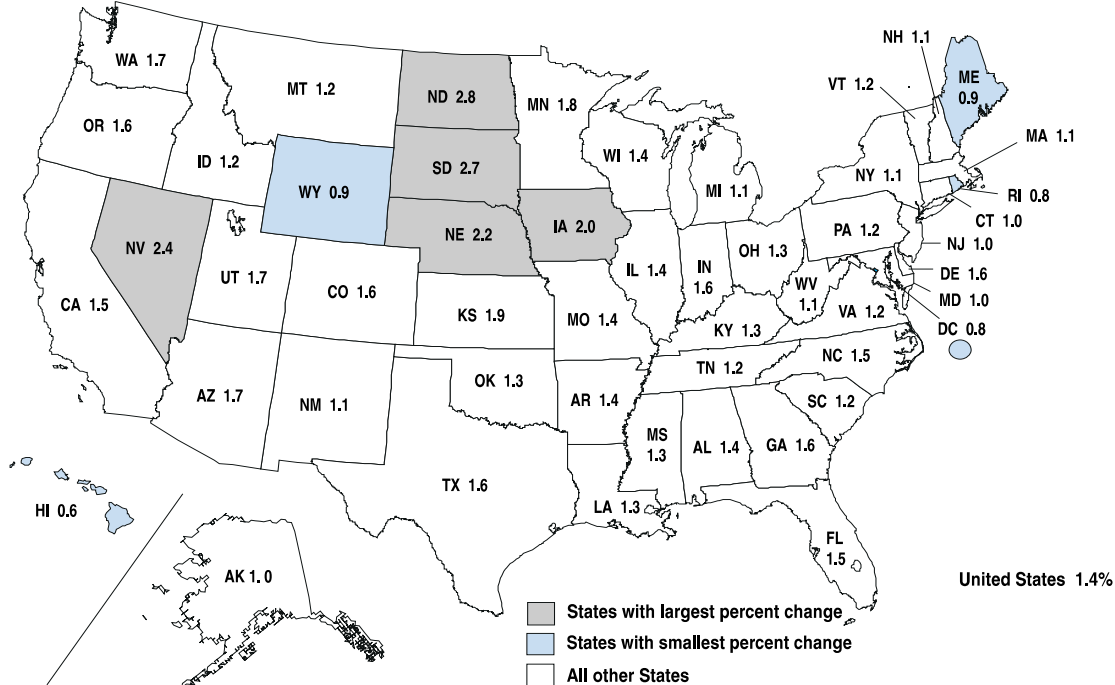 NH 1.1
WA 1.7
ME
0.9
VT 1.2
MT 1.2
ND 2.8
MN 1.8
OR 1.6
MA 1.1
ID 1.2
WI 1.4
SD 2.7
NY 1.1
MI 1.1
WY 0.9
RI 0.8
CT 1.0
IA 2.0
PA 1.2
NE 2.2
NJ 1.0
NV 2.4
OH 1.3
IL 1.4
IN
1.6
DE 1.6
UT 1.7
WV
1.1
CO 1.6
MD 1.0
CA 1.5
VA 1.2
KS 1.9
MO 1.4
DC 0.8
KY 1.3
NC 1.5
TN 1.2
OK 1.3
AZ 1.7
NM 1.1
AR 1.4
SC 1.2
MS
1.3
AL 1.4
GA 1.6
TX 1.6
LA 1.3
HI 0.6
FL
1.5
AK 1.0
United States 1.4%
States with largest percent change
States with smallest percent change
All other States